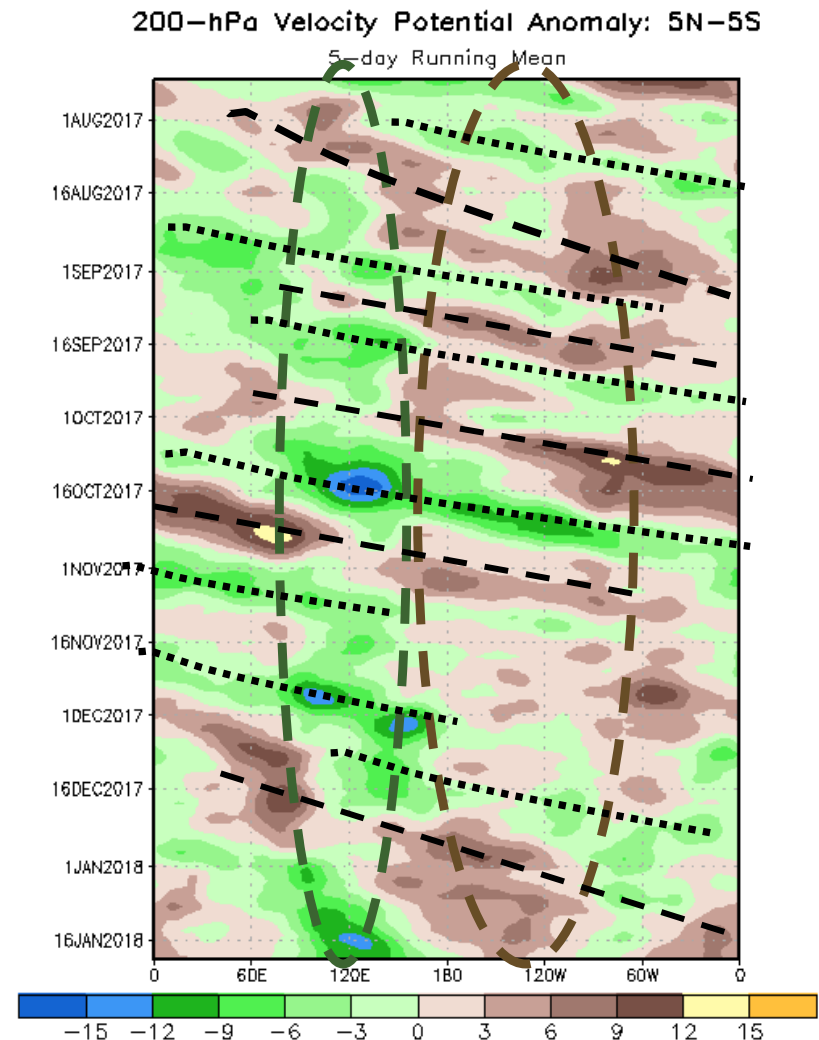 200-hPa Velocity Potential Anomaly: 5N-5S
5-day Running Mean
1AUG2017
16AUG2017
1SEP2017
16SEP2017
1OCT2017
16OCT2017
1NOV2017
16NOV2017
1DEC2017
16DEC2017
1JAN2018
16JAN2018
0 60E 120E 180 120W 60W 0
-15 -12 -9 -6 -3 0 3 6 9 12 15